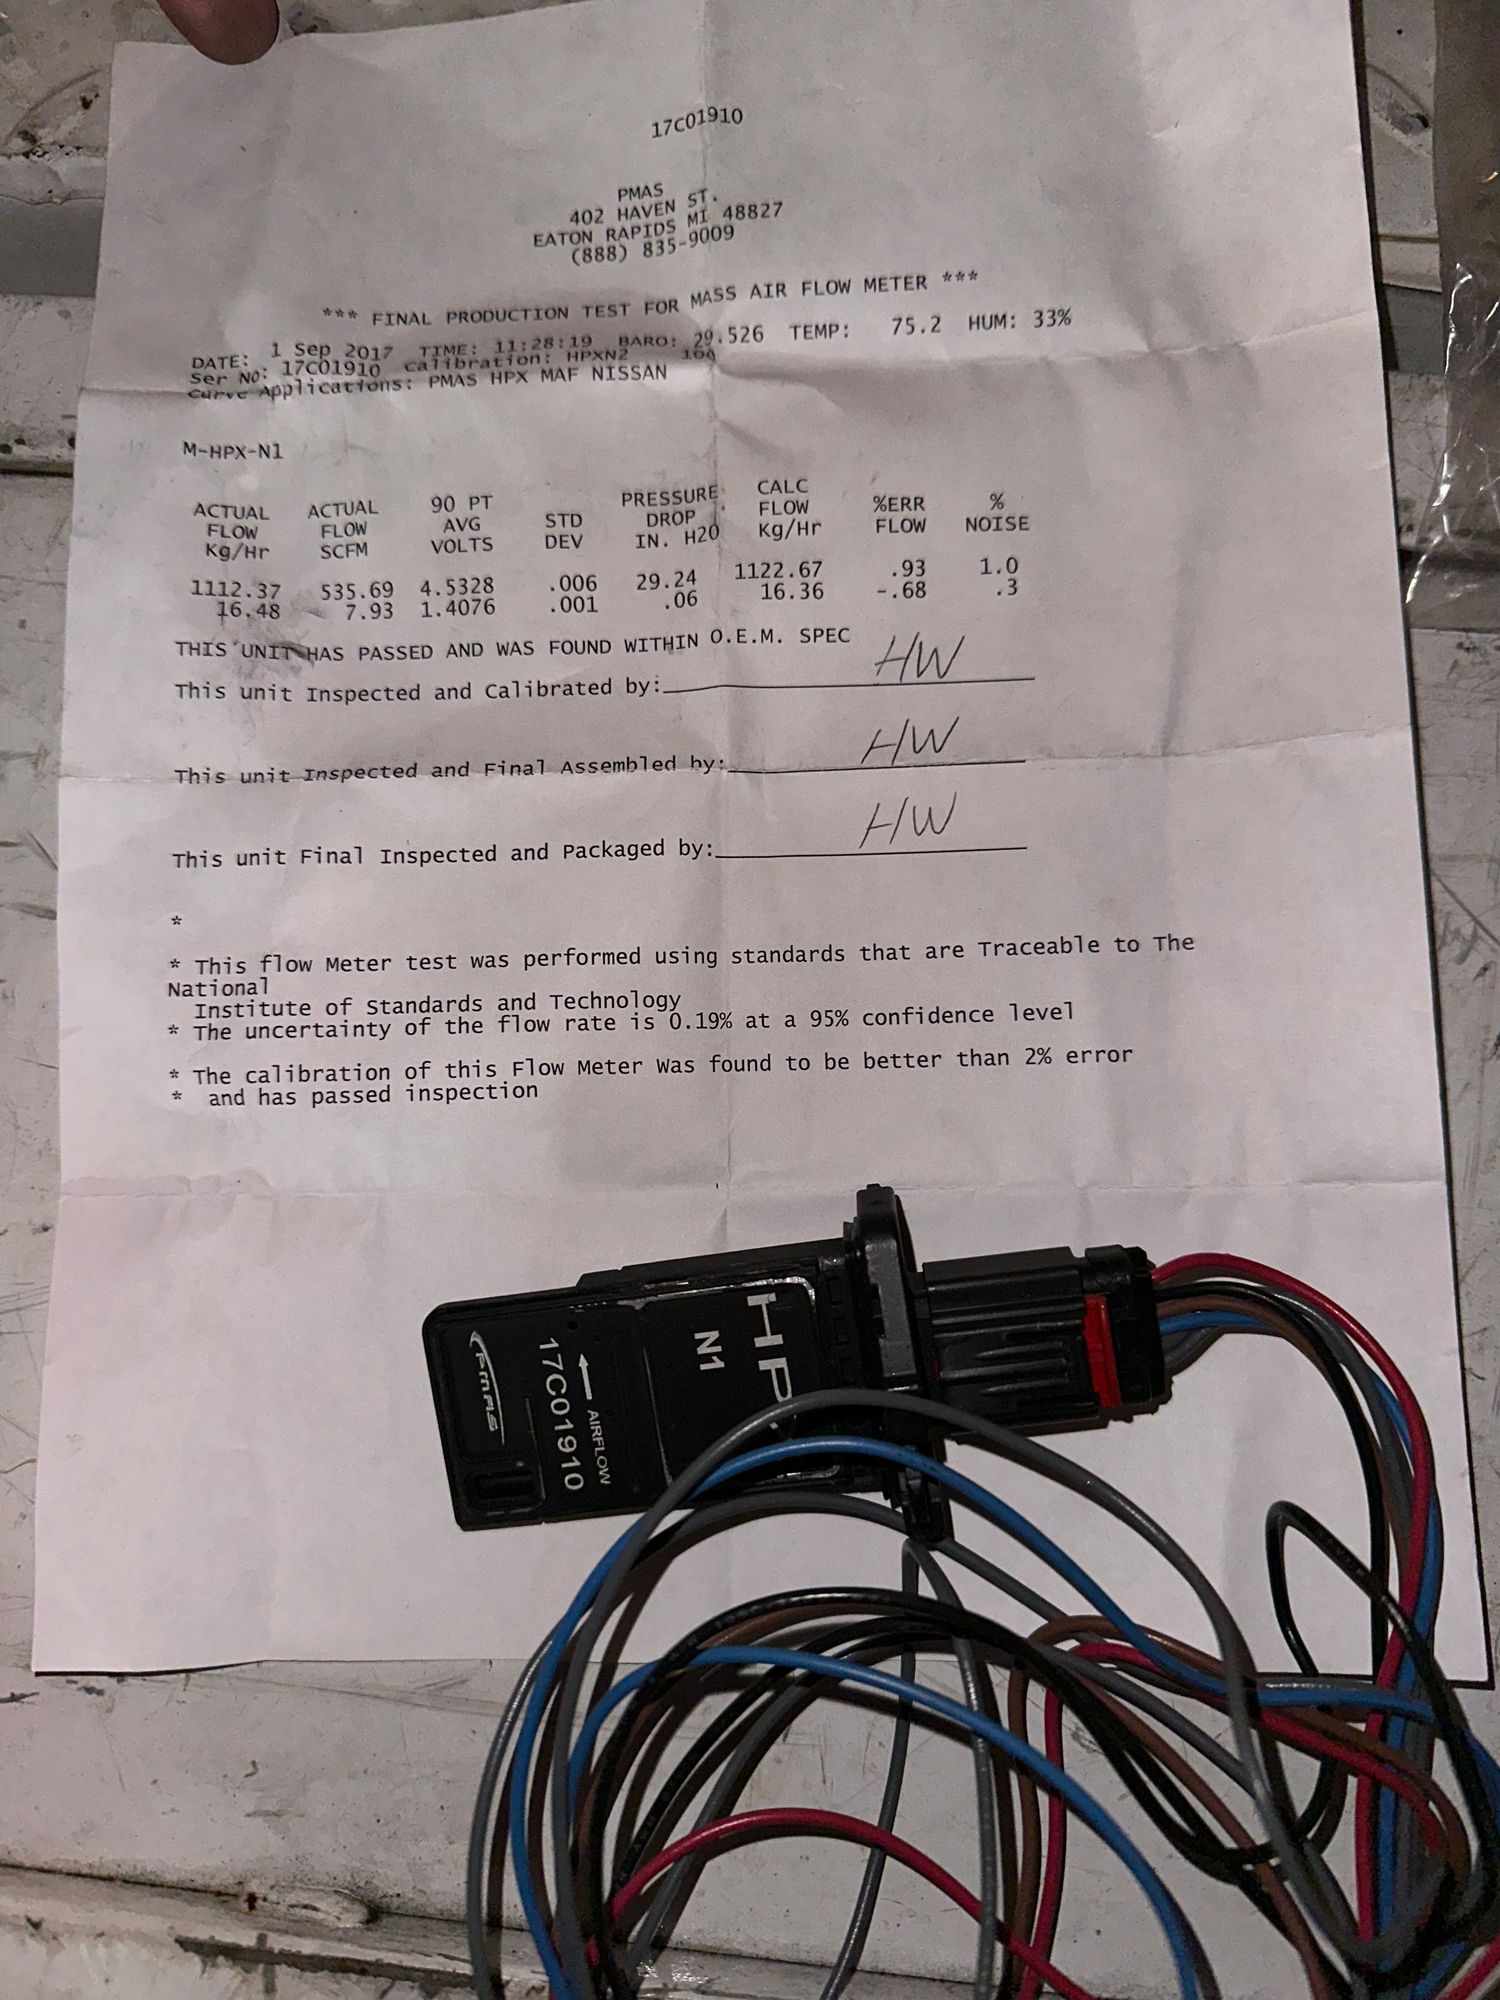 17C01910
PMAS
402 HAVEN ST.
EATON RAPIDS MI 48827
(888) 835-9009
*** FINAL PRODUCTION TEST FOR MASS AIR FLOW METER ***
DATE: 1 Sep 2017 TIME: 11:28:19 BARO: 29.526 TEMP: 75.2 HUM: 33%
Ser No: 17C01910 Calibration: HPXN2
Curve Applications: PMAS HPX MAF NISSAN
M-HPX-N1
ACTUAL ACTUAL 90 PT PRESSURE CALC
FLOW FLOW AVG STD DROP FLOW %ERR %
Kg/Hr SCFM VOLTS DEV IN. H2O Kg/Hr FLOW NOISE
1112.37 535.69 4.5328 .006 29.24 1122.67 .93 1.0
16.48 7.93 1.4076 .001 .06 16.36 -.68 .3
THIS UNIT HAS PASSED AND WAS FOUND WITHIN O.E.M. SPEC
This unit Inspected and Calibrated by: HW
This unit Inspected and Final Assembled by: HW
This unit Final Inspected and Packaged by: HW
*
* This flow Meter test was performed using standards that are Traceable to The
National
Institute of Standards and Technology
* The uncertainty of the flow rate is 0.19% at a 95% confidence level
* The calibration of this Flow Meter Was found to be better than 2% error
* and has passed inspection
HP
N1
AIRFLOW
17C01910
PMAS